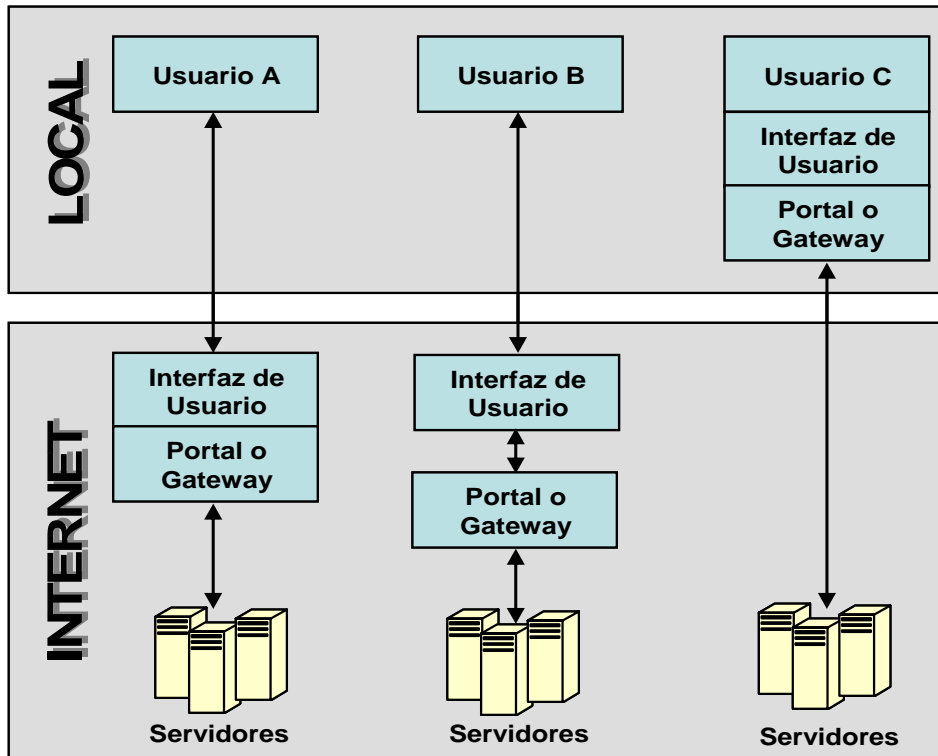 LOCAL
Usuario A
Usuario B
Usuario C
Interfaz de
Usuario
Portal o
Gateway
INTERNET
Interfaz de
Usuario
Portal o
Gateway
Servidores
Interfaz de
Usuario
Portal o
Gateway
Servidores
Servidores